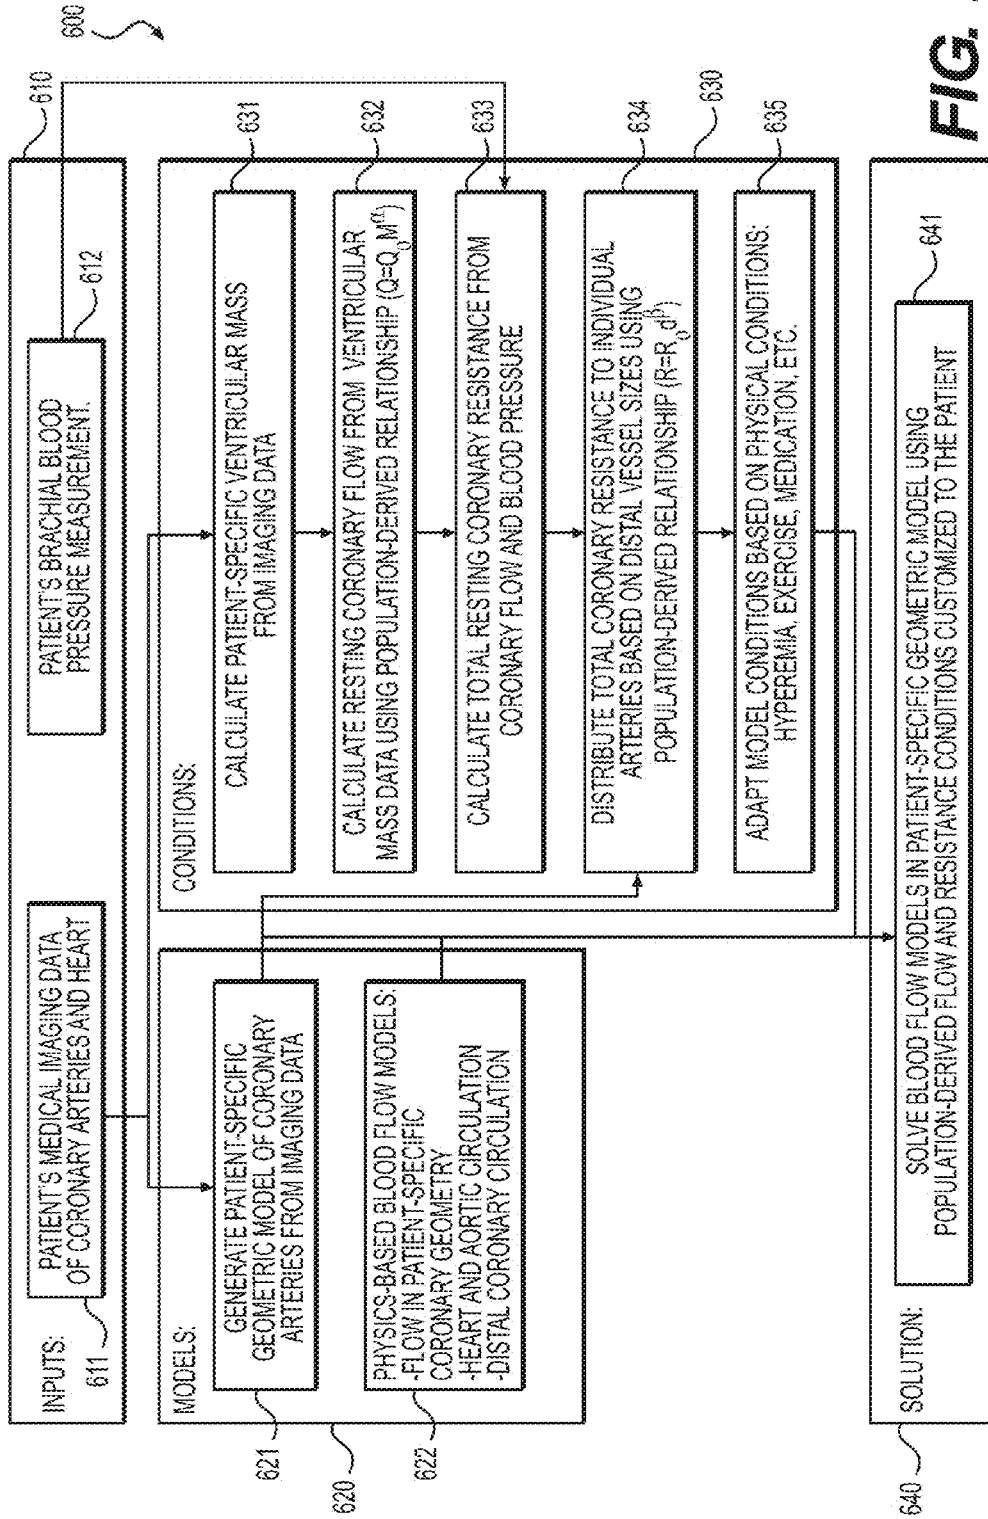 600
610
INPUTS:
PATIENT'S MEDICAL IMAGING DATA
OF CORONARY ARTERIES AND HEART
611
PATIENT'S BRACHIAL BLOOD
PRESSURE MEASUREMENT.
612
MODELS:
GENERATE PATIENT-SPECIFIC
GEOMETRIC MODEL OF CORONARY
ARTERIES FROM IMAGING DATA
621
PHYSICS-BASED BLOOD FLOW MODELS:
-FLOW IN PATIENT-SPECIFIC
CORONARY GEOMETRY
-HEART AND AORTIC CIRCULATION
-DISTAL CORONARY CIRCULATION
622
620
CONDITIONS:
CALCULATE PATIENT-SPECIFIC VENTRICULAR MASS
FROM IMAGING DATA
631
CALCULATE RESTING CORONARY FLOW FROM VENTRICULAR
MASS DATA USING POPULATION-DERIVED RELATIONSHIP (Q=Q₀M^α)
632
CALCULATE TOTAL RESTING CORONARY RESISTANCE FROM
CORONARY FLOW AND BLOOD PRESSURE
633
DISTRIBUTE TOTAL CORONARY RESISTANCE TO INDIVIDUAL
ARTERIES BASED ON DISTAL VESSEL SIZES USING
POPULATION-DERIVED RELATIONSHIP (R=R₀d^β)
634
ADAPT MODEL CONDITIONS BASED ON PHYSICAL CONDITIONS:
HYPEREMIA, EXERCISE, MEDICATION, ETC.
635
630
SOLUTION:
SOLVE BLOOD FLOW MODELS IN PATIENT-SPECIFIC GEOMETRIC MODEL USING
POPULATION-DERIVED FLOW AND RESISTANCE CONDITIONS CUSTOMIZED TO THE PATIENT
641
640
FIG.